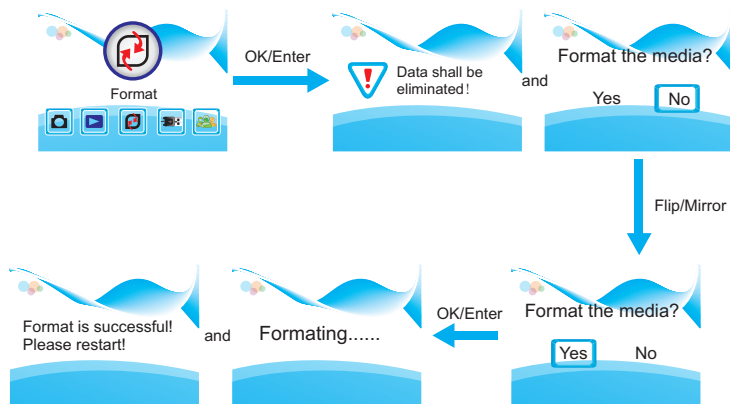 Format
OK/Enter
Data shall be
eliminated!
and
Format the media?
Yes No
Flip/Mirror
Format the media?
Yes No
OK/Enter
Formating......
and
Format is successful!
Please restart!